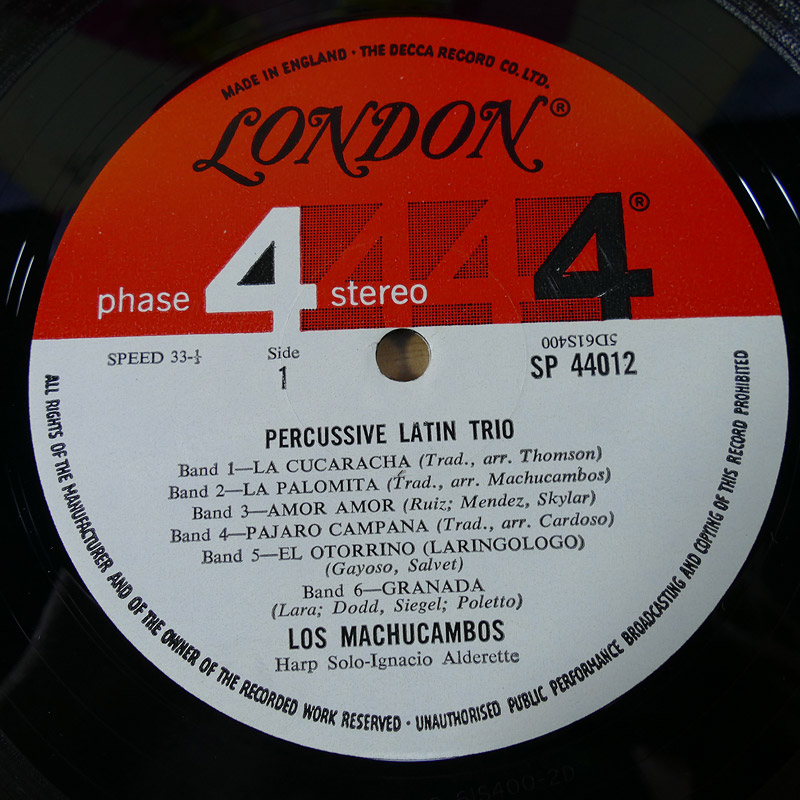 MADE IN ENGLAND · THE DECCA RECORD CO. LTD.
LONDON®
4 4 4 4®
phase 4 stereo
SPEED 33-⅓
Side
1
5D61S400
SP 44012
PERCUSSIVE LATIN TRIO
Band 1—LA CUCARACHA (Trad., arr. Thomson)
Band 2—LA PALOMITA (Trad., arr. Machucambos)
Band 3—AMOR AMOR (Ruiz; Mendez, Skylar)
Band 4—PAJARO CAMPANA (Trad., arr. Cardoso)
Band 5—EL OTORRINO (LARINGOLOGO)
(Gayoso, Salvet)
Band 6—GRANADA
(Lara; Dodd, Siegel; Poletto)
LOS MACHUCAMBOS
Harp Solo-Ignacio Alderette
ALL RIGHTS OF THE MANUFACTURER AND OF THE OWNER OF THE RECORDED WORK RESERVED · UNAUTHORISED PUBLIC PERFORMANCE BROADCASTING AND COPYING OF THIS RECORD PROHIBITED